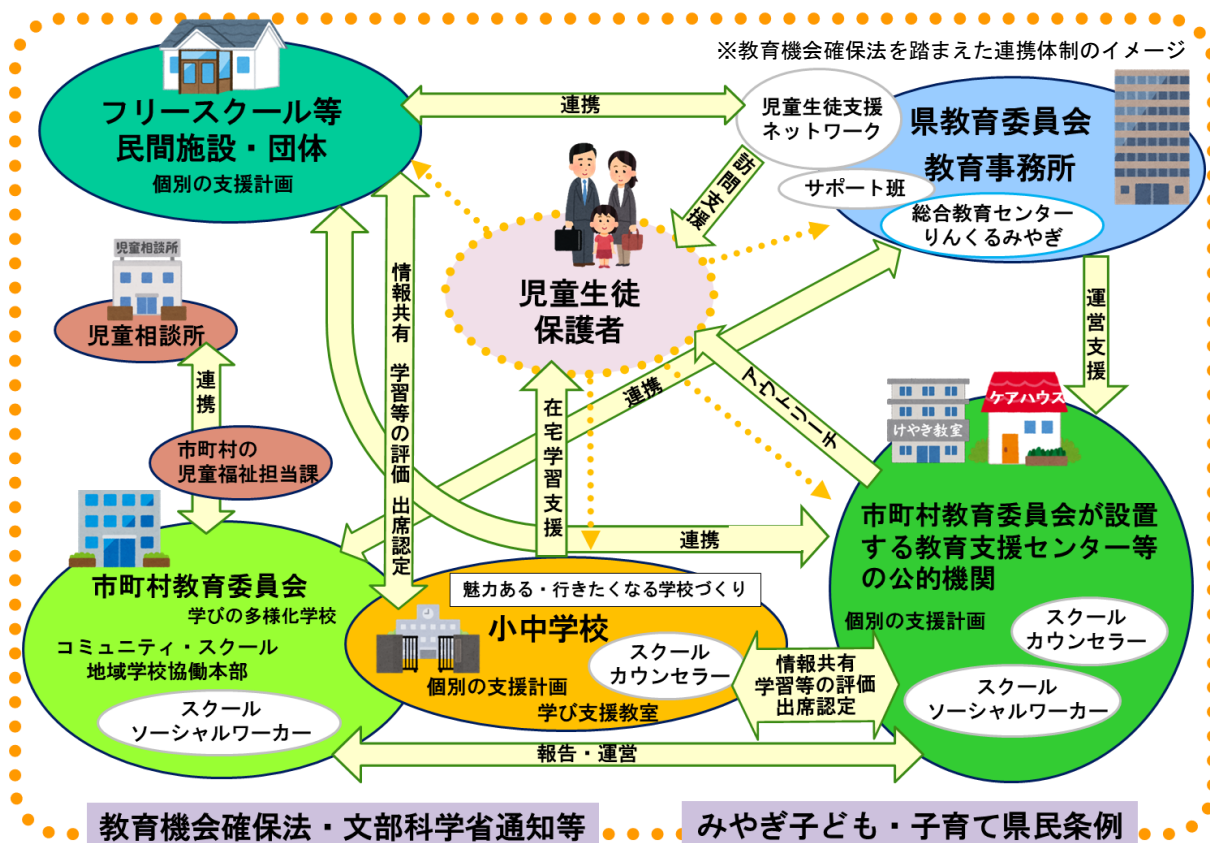 ※教育機会確保法を踏まえた連携体制のイメージ
フリースクール等
民間施設・団体
個別の支援計画
連携
児童生徒支援
ネットワーク
県教育委員会
教育事務所
サポート班
総合教育センター
りんくるみやぎ
訪問支援
児童生徒
保護者
児童相談所
児童相談所
連携
市町村の
児童福祉担当課
情報共有 学習等の評価 出席認定
在宅学習支援
連携
アウトリーチ
運営支援
けやき教室
ケアハウス
連携
市町村教育委員会が設置
する教育支援センター等
の公的機関
個別の支援計画
スクール
カウンセラー
スクール
ソーシャルワーカー
市町村教育委員会
学びの多様化学校
コミュニティ・スクール
地域学校協働本部
スクール
ソーシャルワーカー
魅力ある・行きたくなる学校づくり
小中学校
スクール
カウンセラー
個別の支援計画
学び支援教室
情報共有
学習等の評価
出席認定
報告・運営
教育機会確保法・文部科学省通知等
みやぎ子ども・子育て県民条例